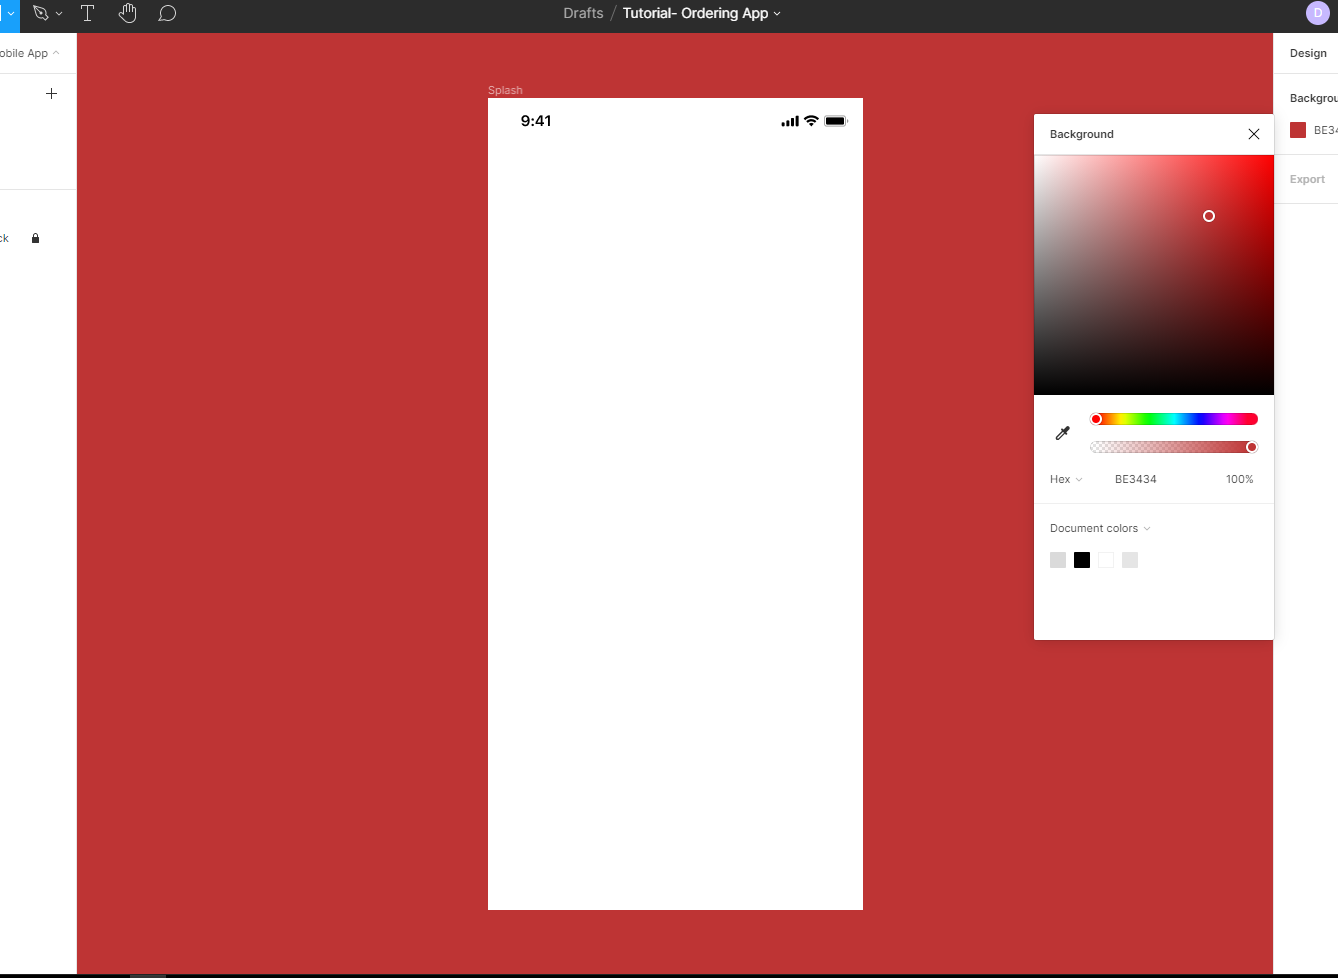 T
Drafts / Tutorial- Ordering App
D
obile App
Design
Splash
9:41
Background
BE34
Export
Background
Hex BE3434 100%
Document colors
ck